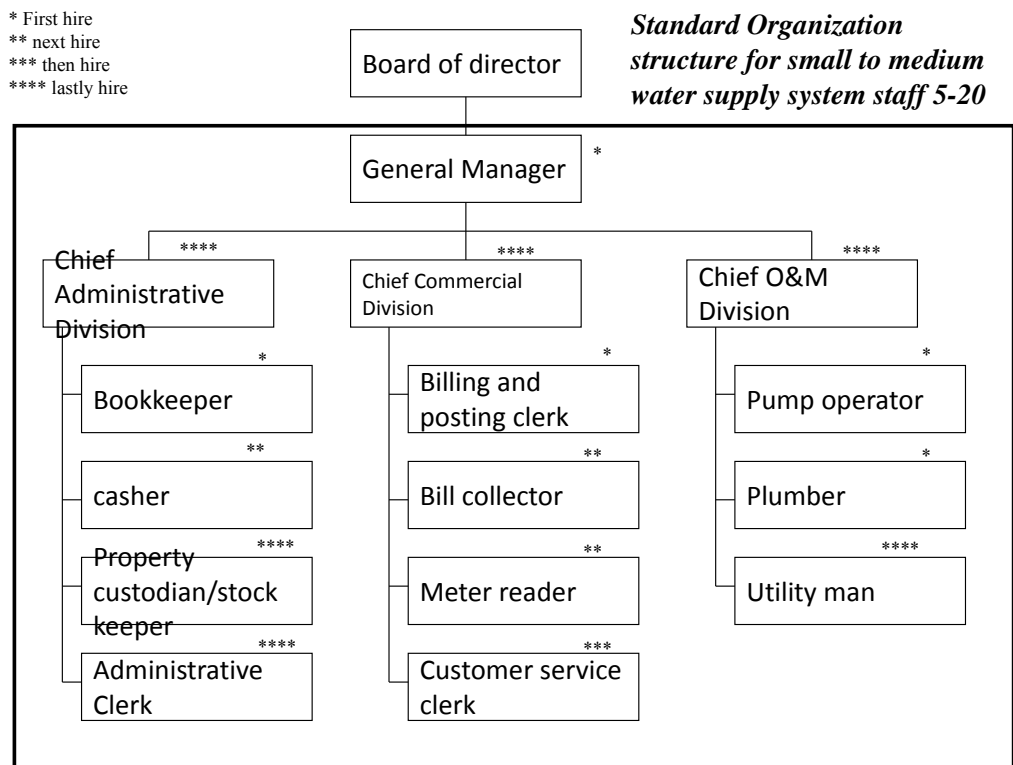 * First hire
** next hire
*** then hire
**** lastly hire
Standard Organization
structure for small to medium
water supply system staff 5-20
Board of director
General Manager
*
****
Chief
Administrative
Division
****
Chief Commercial
Division
****
Chief O&M
Division
*
Bookkeeper
*
Billing and
posting clerk
*
Pump operator
**
casher
**
Bill collector
*
Plumber
****
Property
custodian/stock
keeper
**
Meter reader
****
Utility man
****
Administrative
Clerk
***
Customer service
clerk